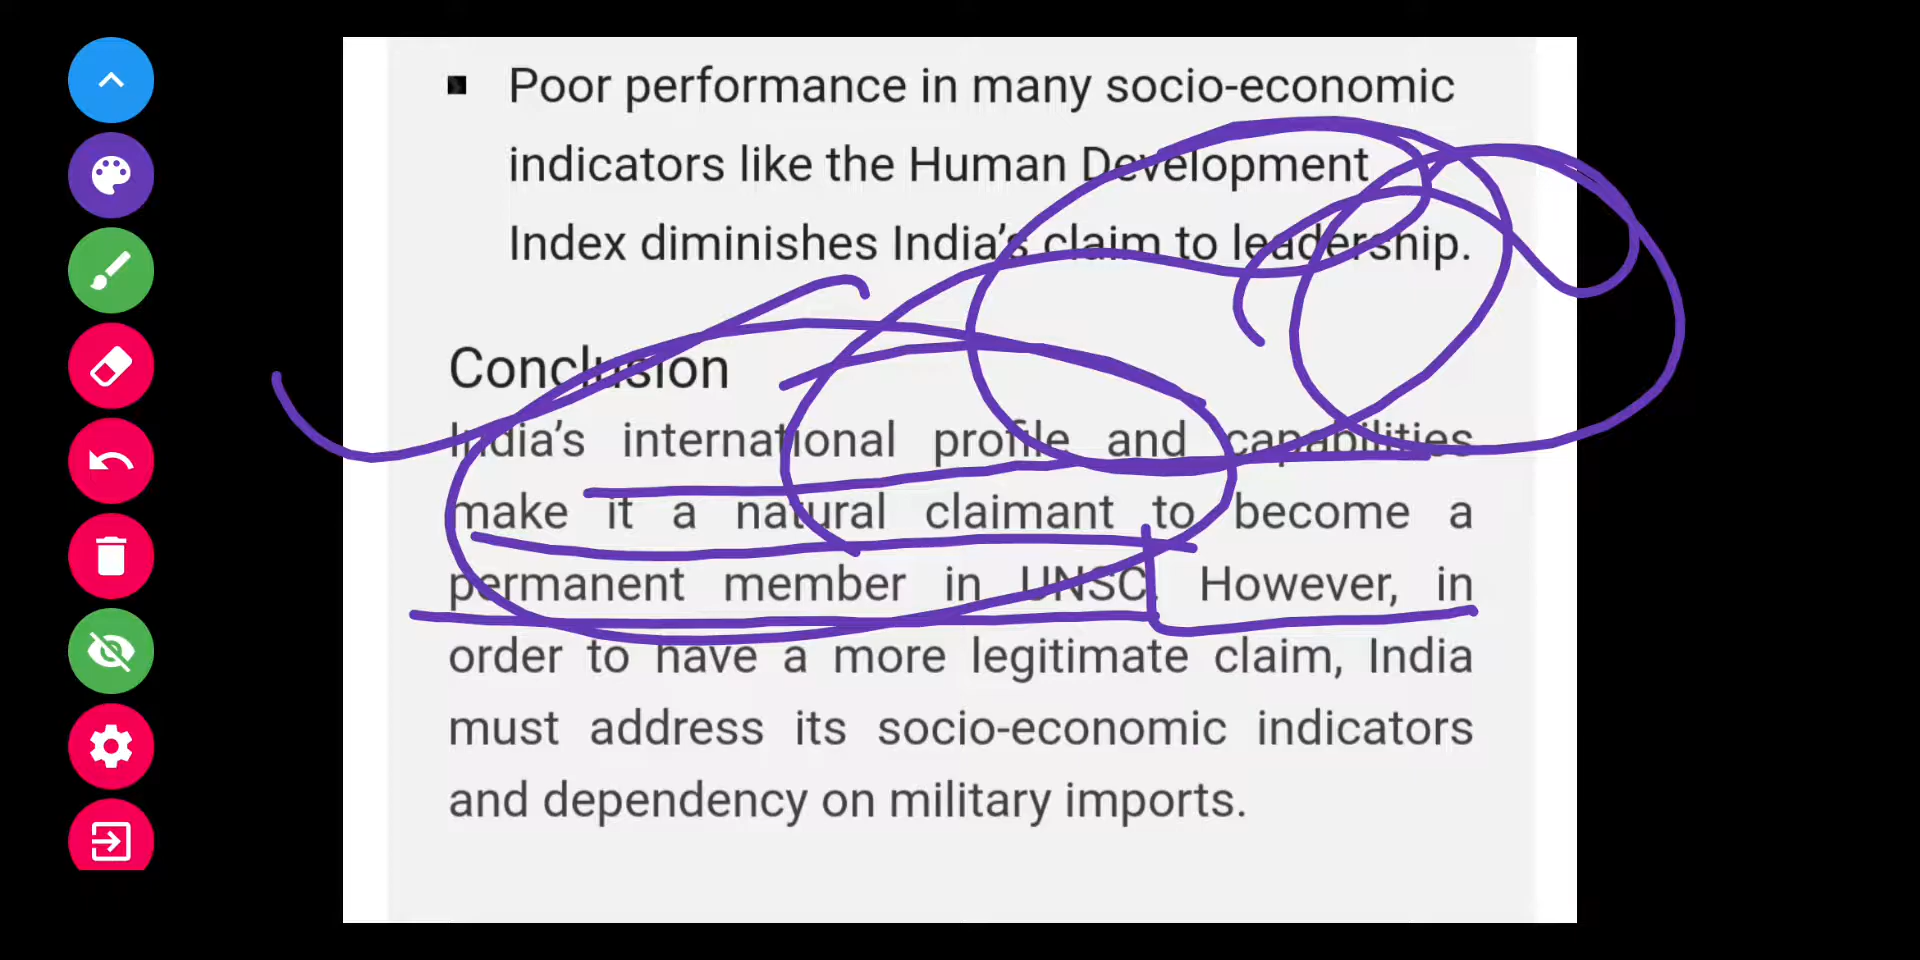 Poor performance in many socio-economic
indicators like the Human Development
Index diminishes India’s claim to leadership.
Conclusion
India’s international profile and capabilities
make it a natural claimant to become a
permanent member in UNSC. However, in
order to have a more legitimate claim, India
must address its socio-economic indicators
and dependency on military imports.